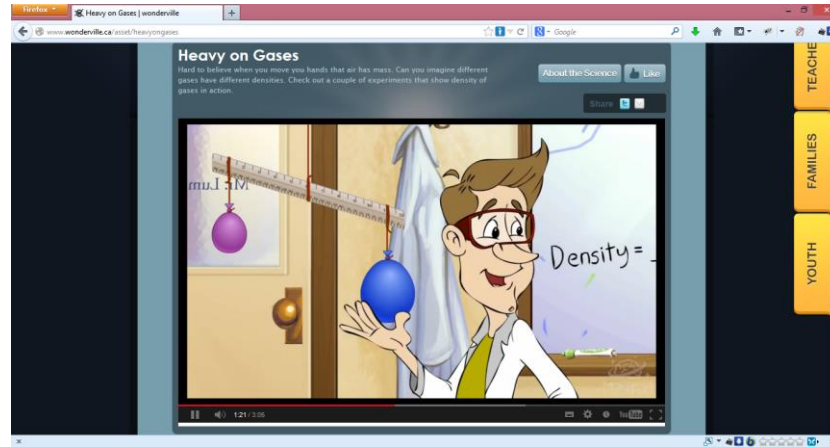 Firefox
Heavy on Gases | wonderville
www.wonderville.ca/asset/heavyongases
Google
Heavy on Gases
Hard to believe when you move you hands that air has mass. Can you imagine different
gases have different densities. Check out a couple of experiments that show density of
gases in action.
About the Science
Like
Share
TEACHE
FAMILIES
YOUTH
Mr. Lum
Density =
1:21 / 3:06
YouTube